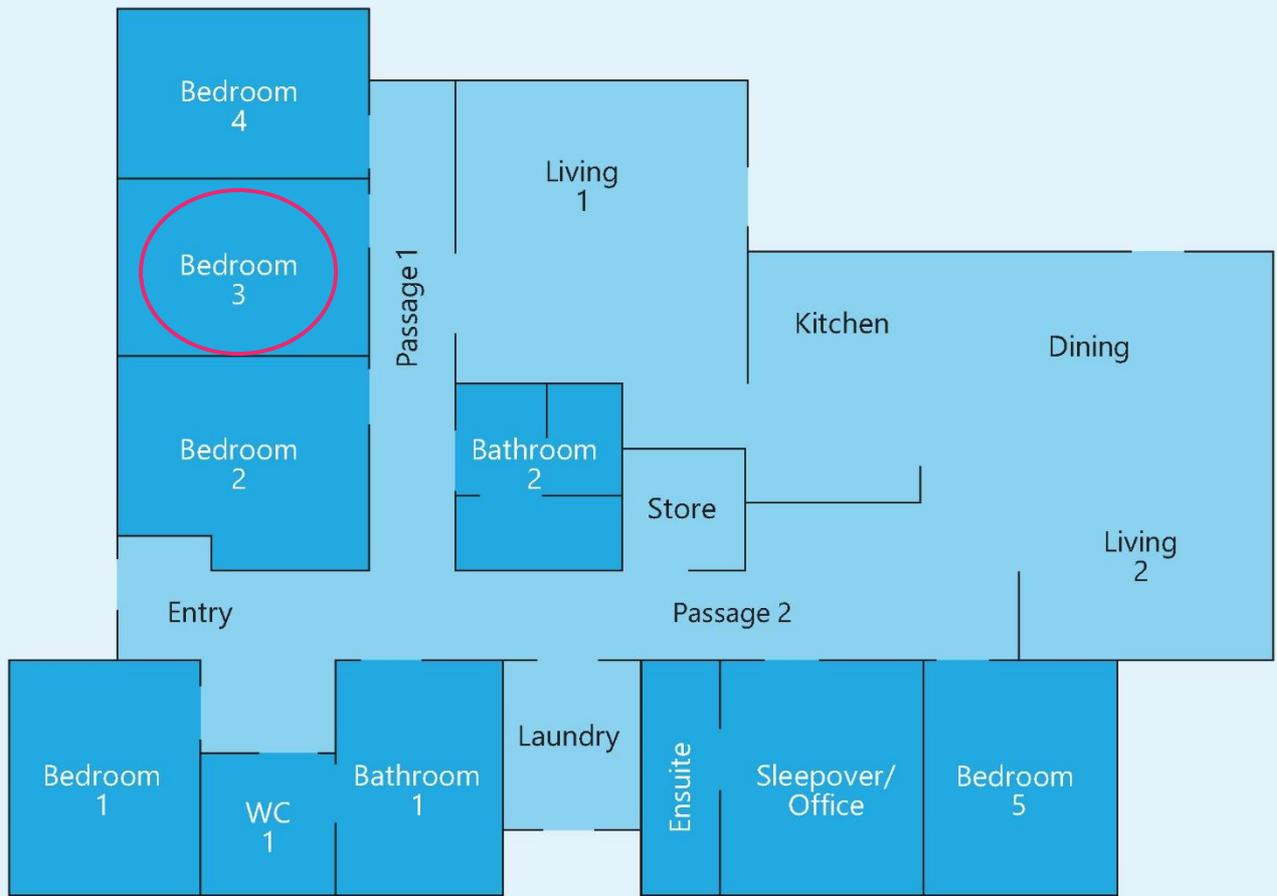 Bedroom
4
Living
1
Bedroom
3
Passage 1
Kitchen
Dining
Bedroom
2
Bathroom
2
Store
Living
2
Entry
Passage 2
Bedroom
1
WC
1
Bathroom
1
Laundry
Ensuite
Sleepover/
Office
Bedroom
5